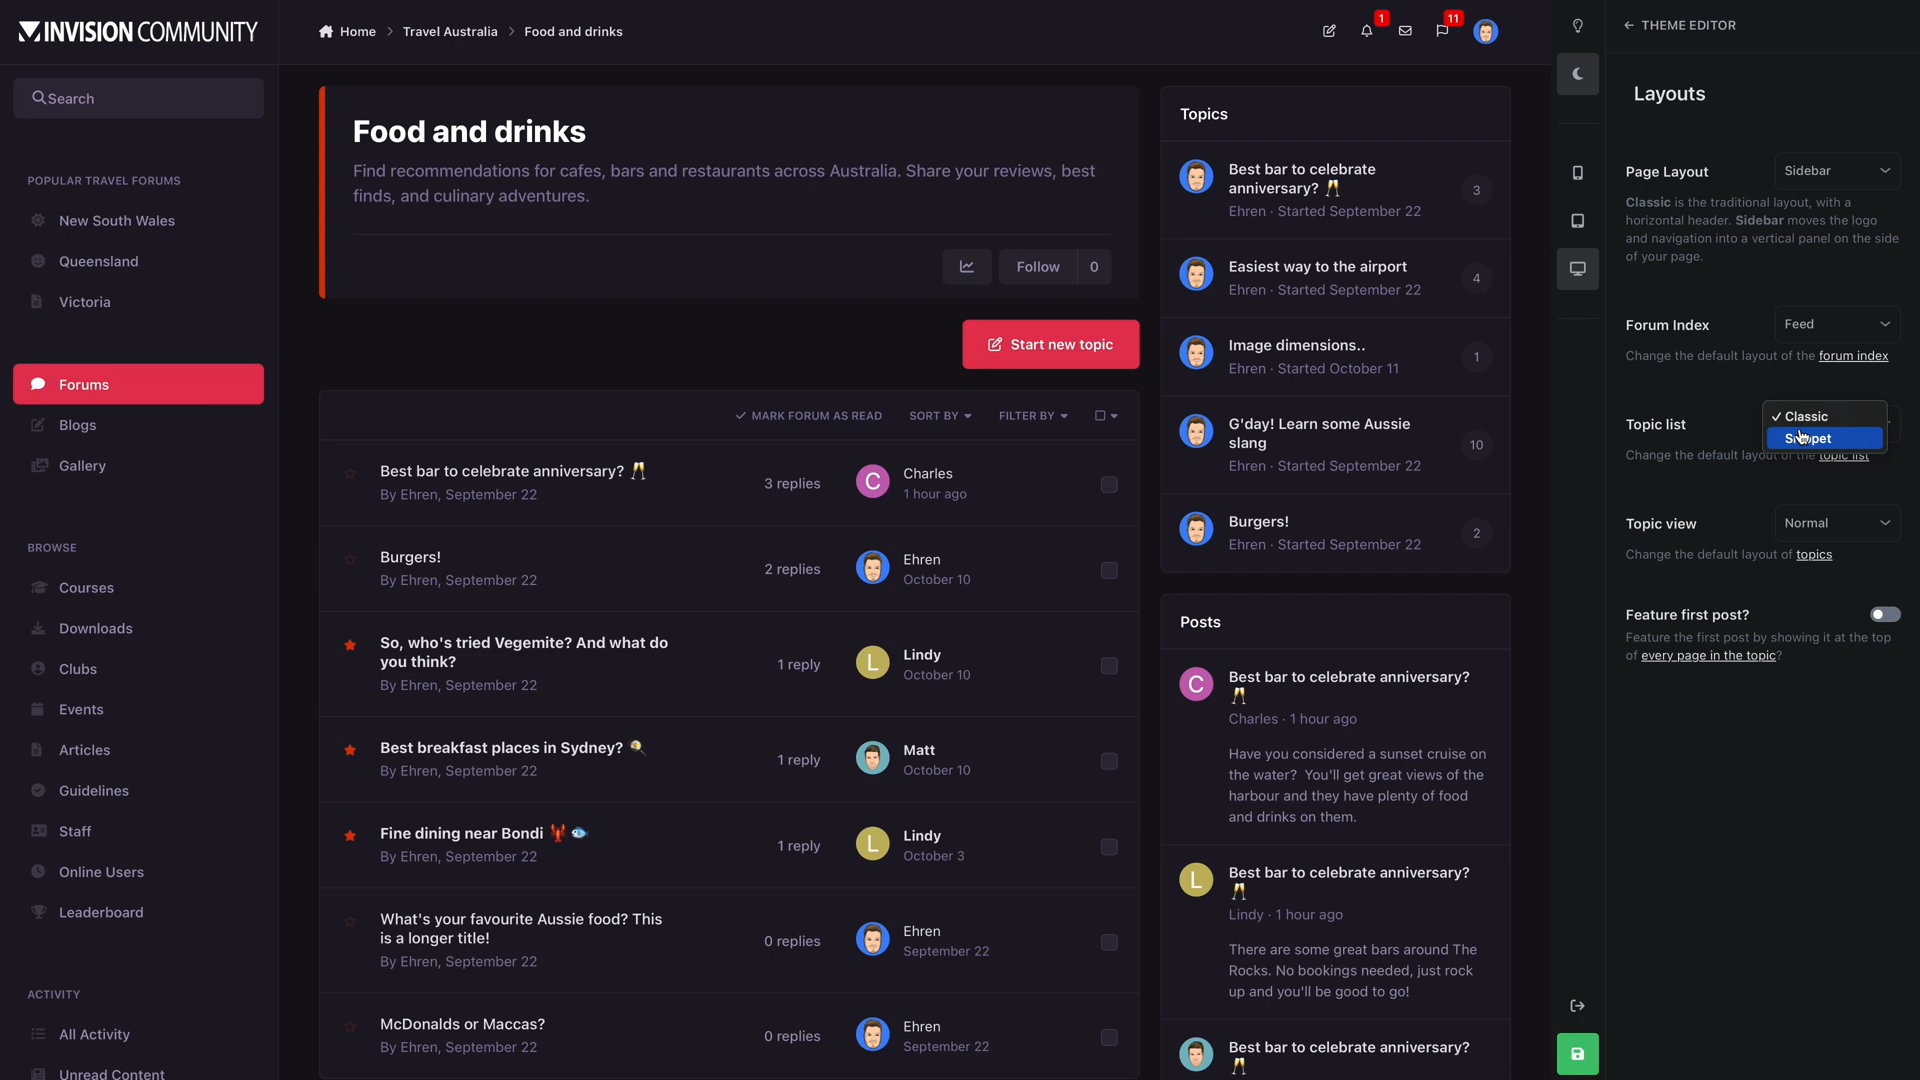 INVISION COMMUNITY
Search
POPULAR TRAVEL FORUMS
New South Wales
Queensland
Victoria
Forums
Blogs
Gallery
BROWSE
Courses
Downloads
Clubs
Events
Articles
Guidelines
Staff
Online Users
Leaderboard
ACTIVITY
All Activity
Unread Content
Home > Travel Australia > Food and drinks
1
11
Food and drinks
Find recommendations for cafes, bars and restaurants across Australia. Share your reviews, best
finds, and culinary adventures.
Follow 0
Start new topic
MARK FORUM AS READ SORT BY FILTER BY
Best bar to celebrate anniversary? 🥂
By Ehren, September 22
3 replies
C
Charles
1 hour ago
Burgers!
By Ehren, September 22
2 replies
Ehren
October 10
So, who's tried Vegemite? And what do
you think?
By Ehren, September 22
1 reply
L
Lindy
October 10
Best breakfast places in Sydney? 🍳
By Ehren, September 22
1 reply
Matt
October 10
Fine dining near Bondi 🦞 🐟
By Ehren, September 22
1 reply
L
Lindy
October 3
What's your favourite Aussie food? This
is a longer title!
By Ehren, September 22
0 replies
Ehren
September 22
McDonalds or Maccas?
By Ehren, September 22
0 replies
Ehren
September 22
Topics
Best bar to celebrate
anniversary? 🥂
Ehren · Started September 22
3
Easiest way to the airport
Ehren · Started September 22
4
Image dimensions..
Ehren · Started October 11
1
G'day! Learn some Aussie
slang
Ehren · Started September 22
10
Burgers!
Ehren · Started September 22
2
Posts
C
Best bar to celebrate anniversary?
🥂
Charles · 1 hour ago
Have you considered a sunset cruise on
the water? You'll get great views of the
harbour and they have plenty of food
and drinks on them.
L
Best bar to celebrate anniversary?
🥂
Lindy · 1 hour ago
There are some great bars around The
Rocks. No bookings needed, just rock
up and you'll be good to go!
Best bar to celebrate anniversary?
🥂
← THEME EDITOR
Layouts
Page Layout
Sidebar
Classic is the traditional layout, with a
horizontal header. Sidebar moves the logo
and navigation into a vertical panel on the side
of your page.
Forum Index
Feed
Change the default layout of the forum index
Topic list
✓ Classic
Change the default layout of the topic list
Topic view
Normal
Change the default layout of topics
Feature first post?
Feature the first post by showing it at the top
of every page in the topic?